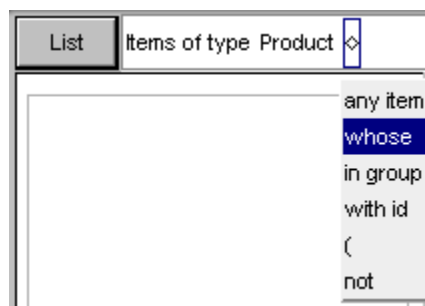 List Items of type Product ◇
any item
whose
in group
with id
(
not